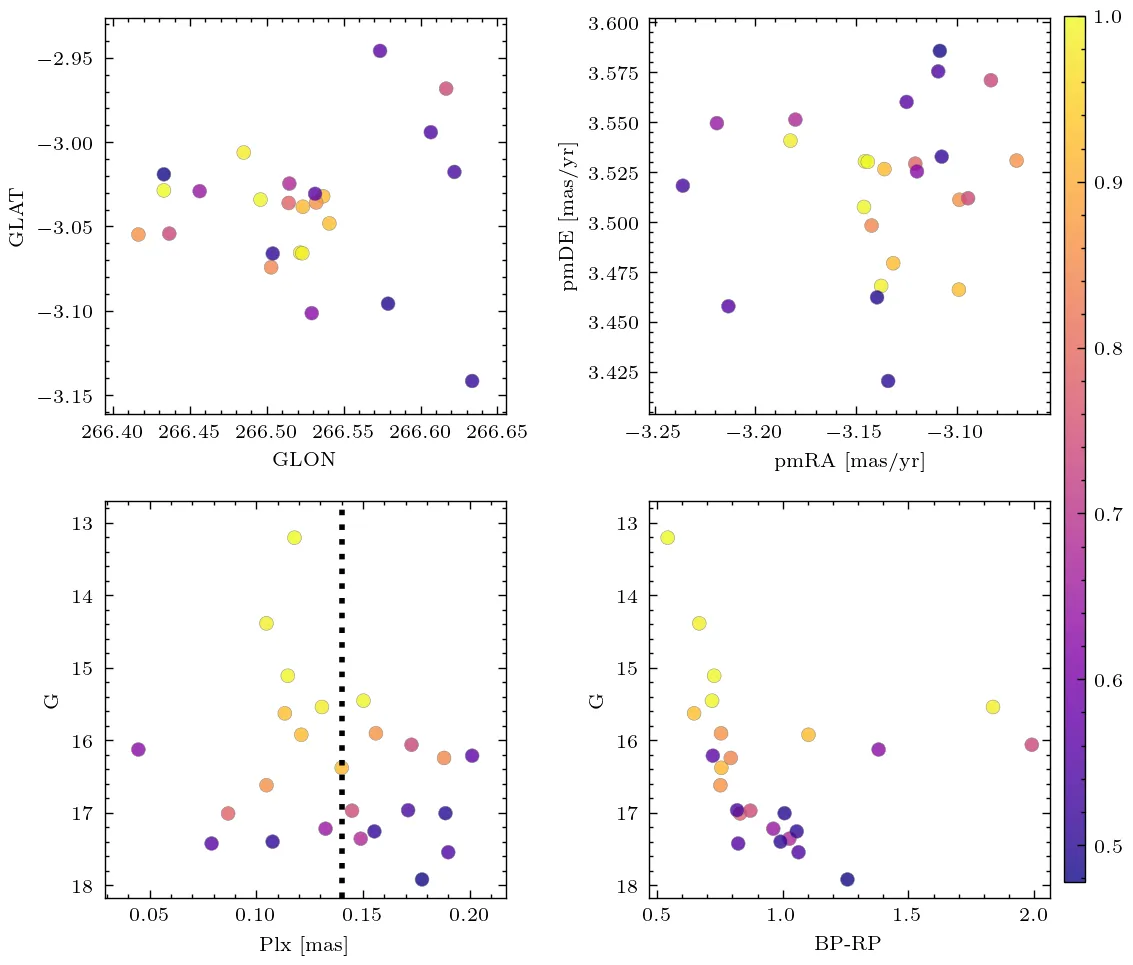 GLAT
−2.95
−3.00
−3.05
−3.10
−3.15
266.40 266.45 266.50 266.55 266.60 266.65
GLON
pmDE [mas/yr]
3.600
3.575
3.550
3.525
3.500
3.475
3.450
3.425
−3.25 −3.20 −3.15 −3.10
pmRA [mas/yr]
G
13
14
15
16
17
18
0.05 0.10 0.15 0.20
Plx [mas]
G
13
14
15
16
17
18
0.5 1.0 1.5 2.0
BP-RP
1.0
0.9
0.8
0.7
0.6
0.5